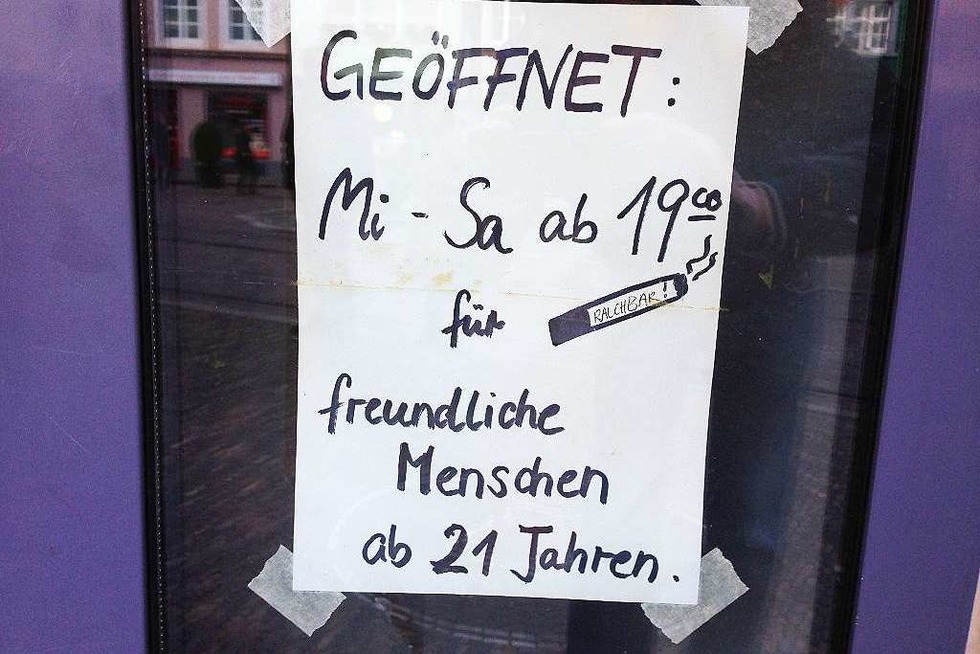 GEÖFFNET:
Mi - Sa ab 19⁰⁰
für
RAUCHBAR!
freundliche
Menschen
ab 21 Jahren.